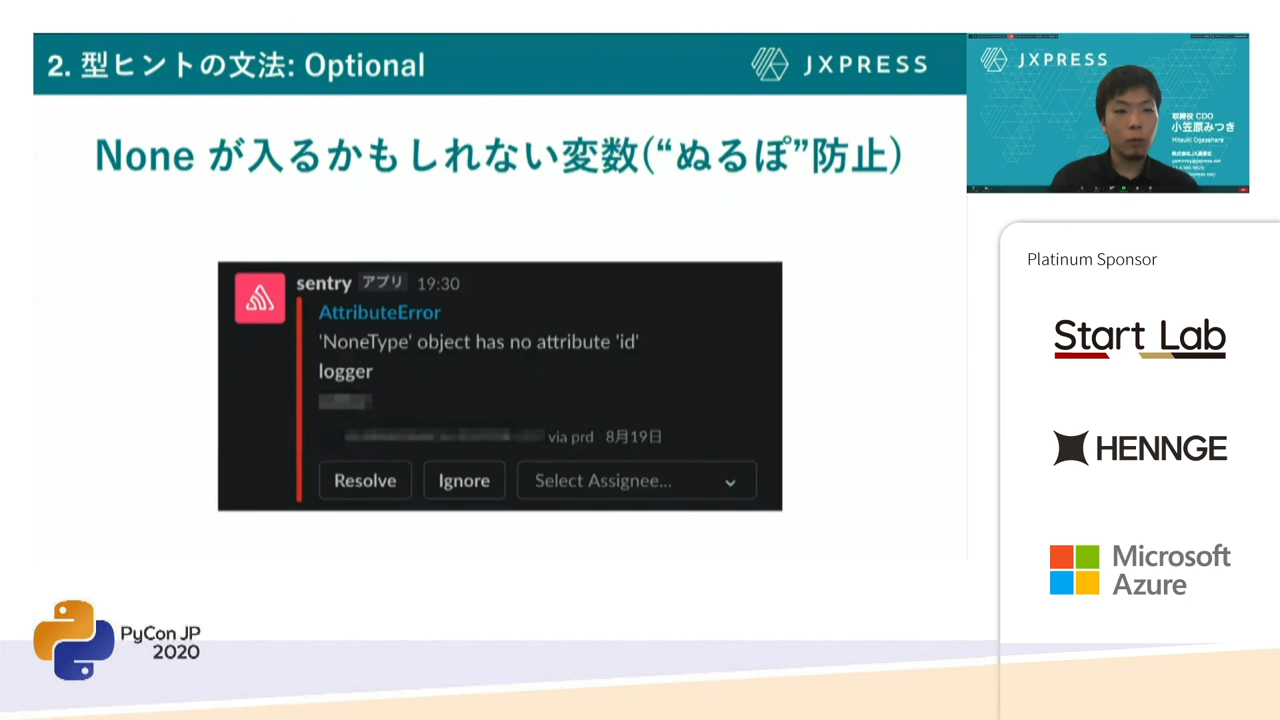 2. 型ヒントの文法: Optional
JXPRESS
None が入るかもしれない変数(“ぬるぽ”防止)
sentry アプリ 19:30
AttributeError
'NoneType' object has no attribute 'id'
logger
via prd 8月19日
Resolve Ignore Select Assignee...
JXPRESS
取締役 CDO
小笠原みつき
Mitsuki Ogasahara
Platinum Sponsor
Start Lab
HENNGE
Microsoft
Azure
PyCon JP
2020